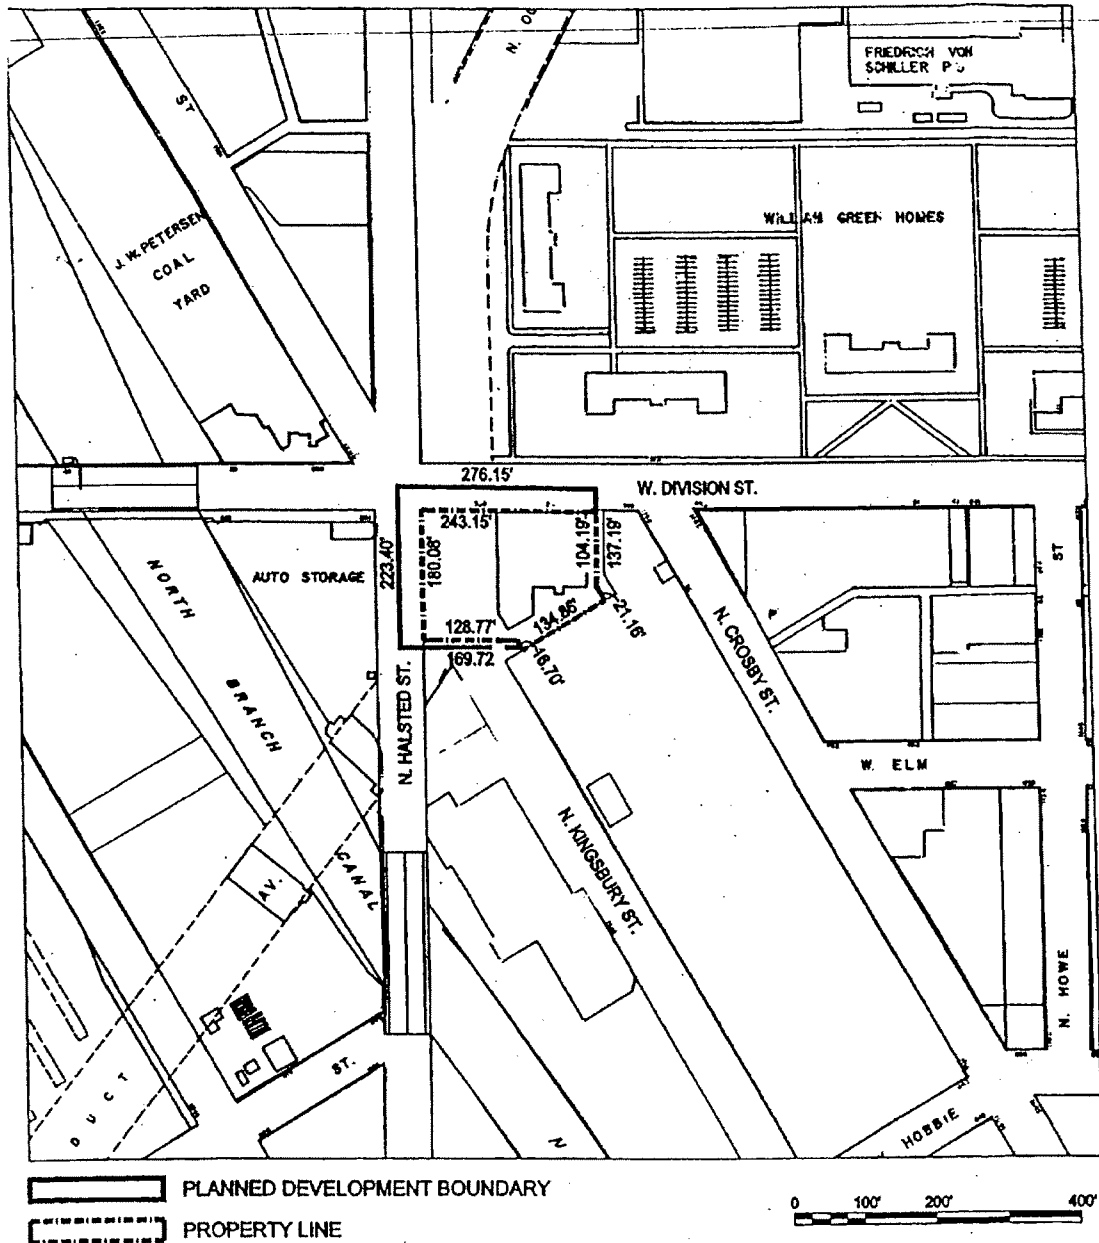 N. OG
ST
FRIEDRICH VON
SCHILLER
J. W. PETERSEN
COAL
YARD
WILLIAM GREEN HOMES
276.15'
W. DIVISION ST.
243.15'
180.08'
223.40'
104.19'
137.19'
AUTO STORAGE
ST
NORTH
BRANCH
CANAL
128.77'
169.72
134.86'
21.16'
16.70'
N. HALSTED ST.
N. CROSBY ST.
W. ELM
N. KINGSBURY ST.
AV.
N. HOWE
DUCT
ST.
N
HOBBIE
PLANNED DEVELOPMENT BOUNDARY
PROPERTY LINE
0 100' 200' 400'